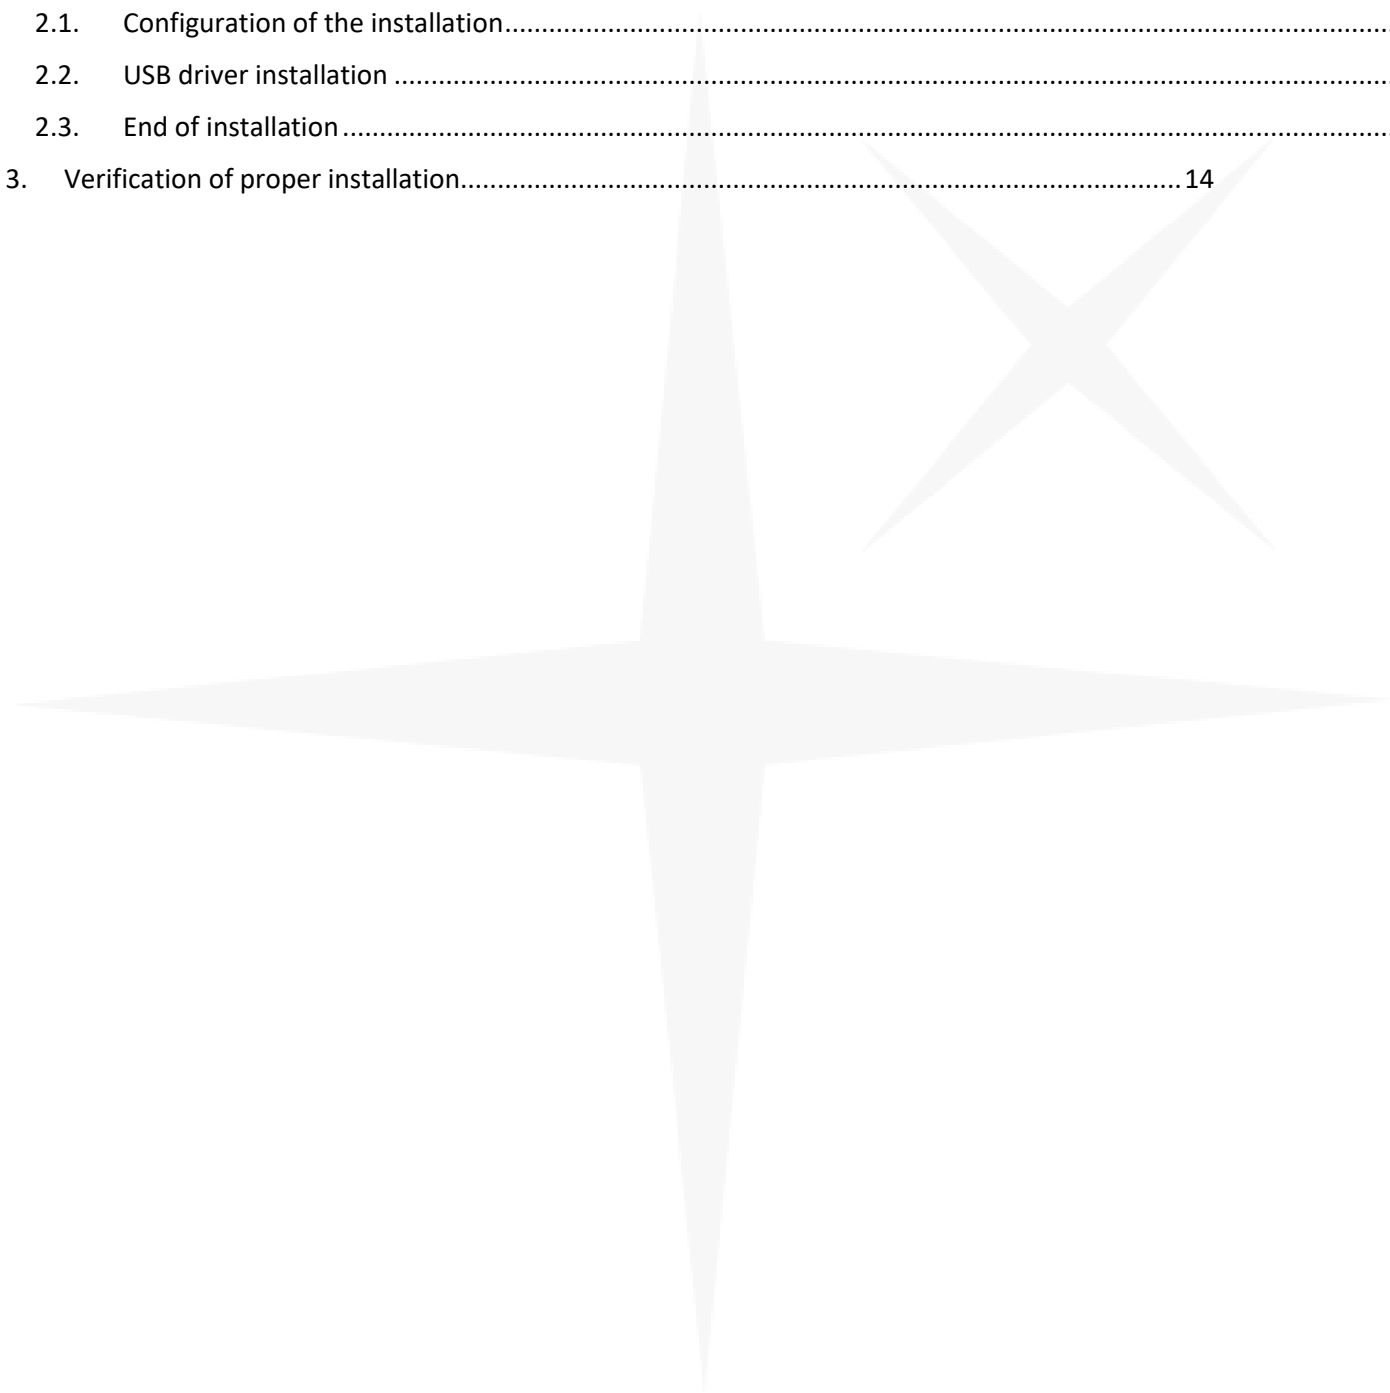 2.1. Configuration of the installation........................................................................................................................
2.2. USB driver installation .......................................................................................................................................
2.3. End of installation..............................................................................................................................................
3. Verification of proper installation.................................................................................................14